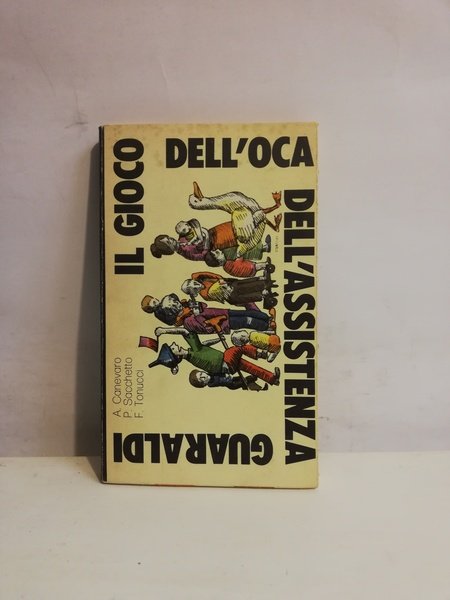 IL GIOCO
DELL'OCA
DELL'ASSISTENZA
GUARALDI
A. Canevaro
P. Sacchetto
F. Tonucci